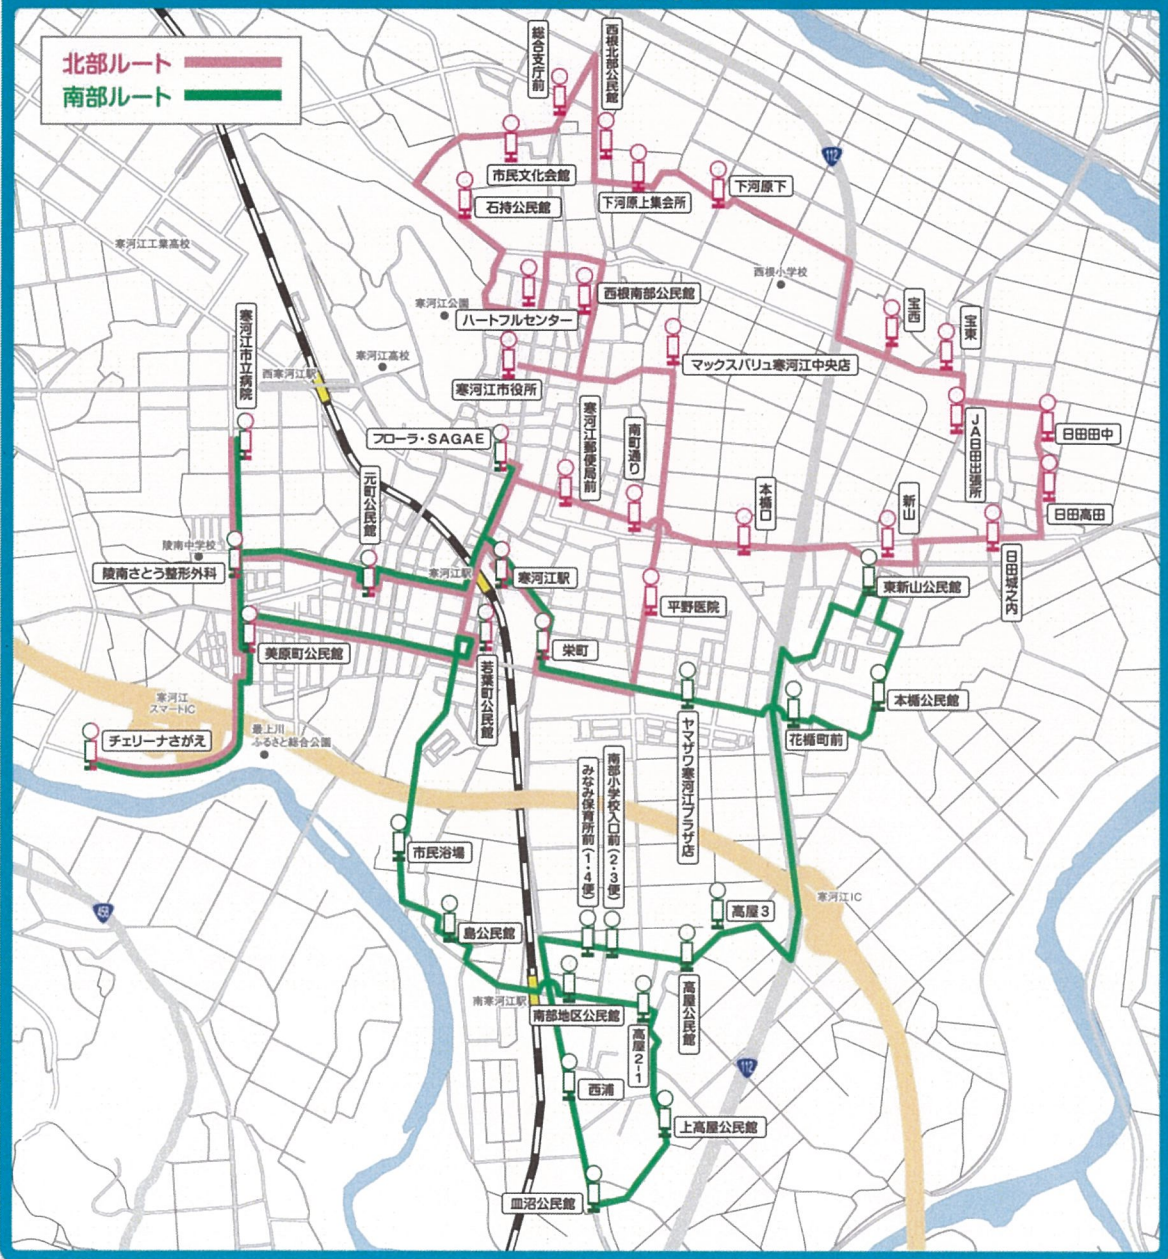 北部ルート
南部ルート
総合支庁前
西根北部公民館
市民文化会館
石持公民館
下河原上集会所
下河原下
112
寒河江工業高校
西根小学校
寒河江公園
ハートフルセンター
西根南部公民館
宝西
宝東
寒河江市立病院
寒河江高校
西寒河江駅
寒河江市役所
マックスバリュ寒河江中央店
フローラ・SAGAE
寒河江郵便局前
南町通り
JA日田出張所
日田田中
元町公民館
本楯口
新山
日田高田
陵南中学校
陵南さとう整形外科
寒河江駅
寒河江駅
東新山公民館
日田城之内
平野医院
美原町公民館
栄町
若葉町公民館
寒河江
スマートIC
チェリーナさがえ
最上川
ふるさと総合公園
ヤマザワ寒河江プラザ店
花楯町前
本楯公民館
みなみ保育所前(1・4便)
南部小学校入口前(2・3便)
市民浴場
寒河江IC
458
島公民館
高屋3
高屋公民館
南寒河江駅
南部地区公民館
高屋2-1
112
西浦
上高屋公民館
皿沼公民館